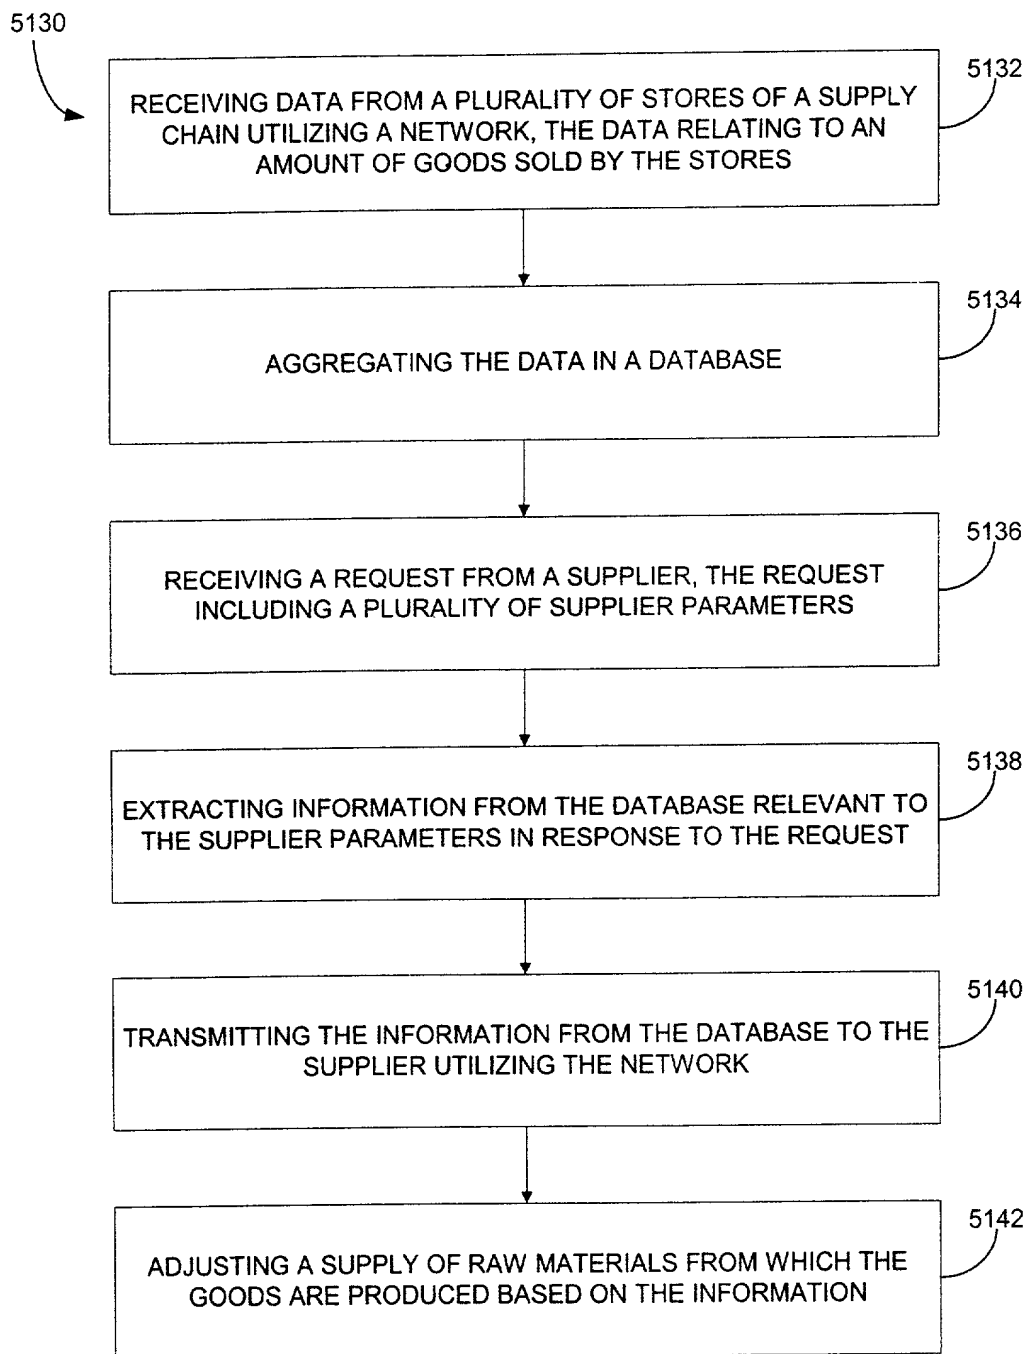 5130
5132
RECEIVING DATA FROM A PLURALITY OF STORES OF A SUPPLY
CHAIN UTILIZING A NETWORK, THE DATA RELATING TO AN
AMOUNT OF GOODS SOLD BY THE STORES
5134
AGGREGATING THE DATA IN A DATABASE
5136
RECEIVING A REQUEST FROM A SUPPLIER, THE REQUEST
INCLUDING A PLURALITY OF SUPPLIER PARAMETERS
5138
EXTRACTING INFORMATION FROM THE DATABASE RELEVANT TO
THE SUPPLIER PARAMETERS IN RESPONSE TO THE REQUEST
5140
TRANSMITTING THE INFORMATION FROM THE DATABASE TO THE
SUPPLIER UTILIZING THE NETWORK
5142
ADJUSTING A SUPPLY OF RAW MATERIALS FROM WHICH THE
GOODS ARE PRODUCED BASED ON THE INFORMATION